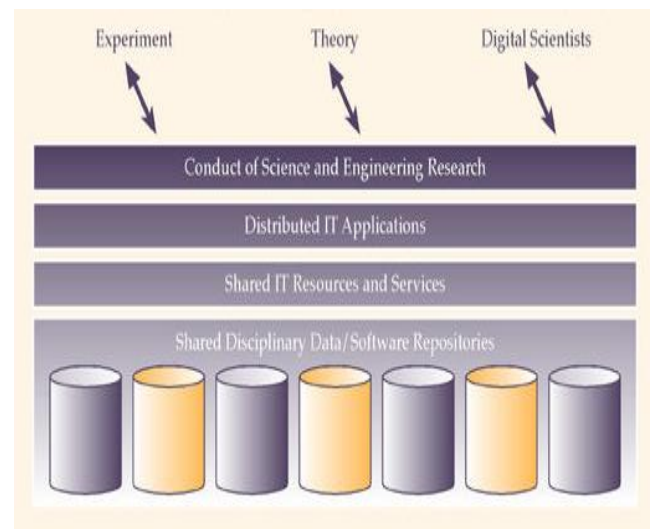 Experiment Theory Digital Scientists
Conduct of Science and Engineering Research
Distributed IT Applications
Shared IT Resources and Services
Shared Disciplinary Data/Software Repositories